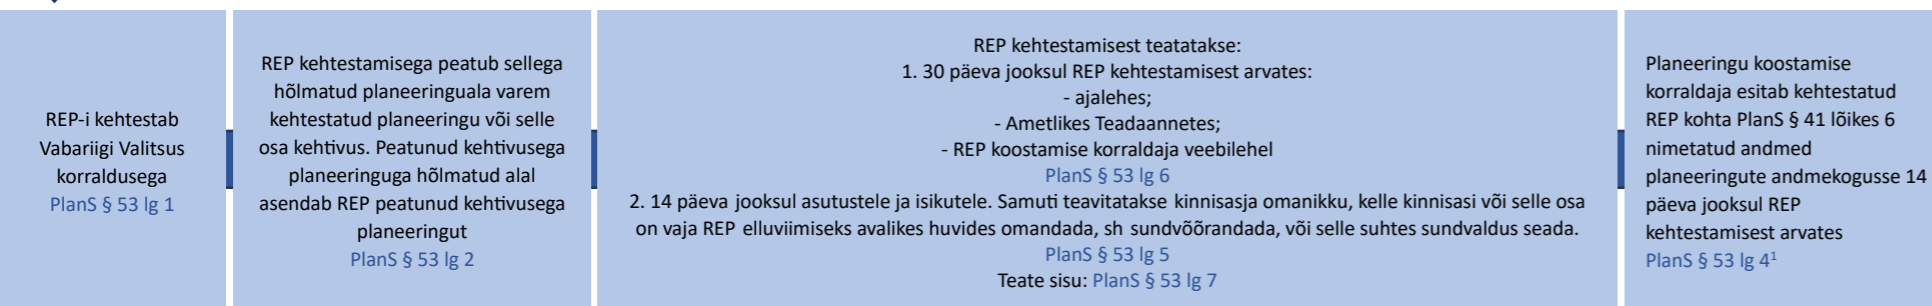 REP-i kehtestab
Vabariigi Valitsus
korraldusega
PlanS § 53 lg 1
REP kehtestamisega peatub sellega
hõlmatud planeeringuala varem
kehtestatud planeeringu või selle
osa kehtivus. Peatunud kehtivusega
planeeringuga hõlmatud alal
asendab REP peatunud kehtivusega
planeeringut
PlanS § 53 lg 2
REP kehtestamisest teatatakse:
1. 30 päeva jooksul REP kehtestamisest arvates:
- ajalehes;
- Ametlikes Teadaannetes;
- REP koostamise korraldaja veebilehel
PlanS § 53 lg 6
2. 14 päeva jooksul asutustele ja isikutele. Samuti teavitatakse kinnisasja omanikku, kelle kinnisasi või selle osa
on vaja REP elluviimiseks avalikes huvides omandada, sh sundvõõrandada, või selle suhtes sundvaldus seada.
PlanS § 53 lg 5
Teate sisu: PlanS § 53 lg 7
Planeeringu koostamise
korraldaja esitab kehtestatud
REP kohta PlanS § 41 lõikes 6
nimetatud andmed
planeeringute andmekogusse 14
päeva jooksul REP
kehtestamisest arvates
PlanS § 53 lg 4¹